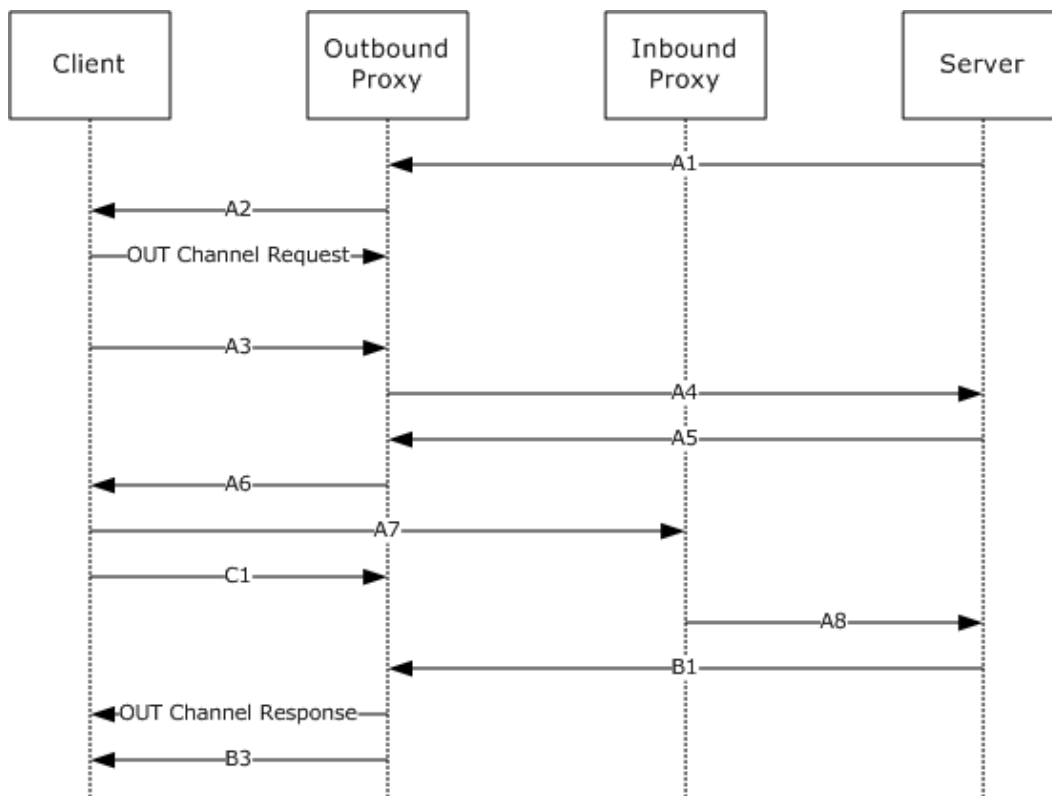 Client
Outbound
Proxy
Inbound
Proxy
Server
A1
A2
OUT Channel Request
A3
A4
A5
A6
A7
C1
A8
B1
OUT Channel Response
B3